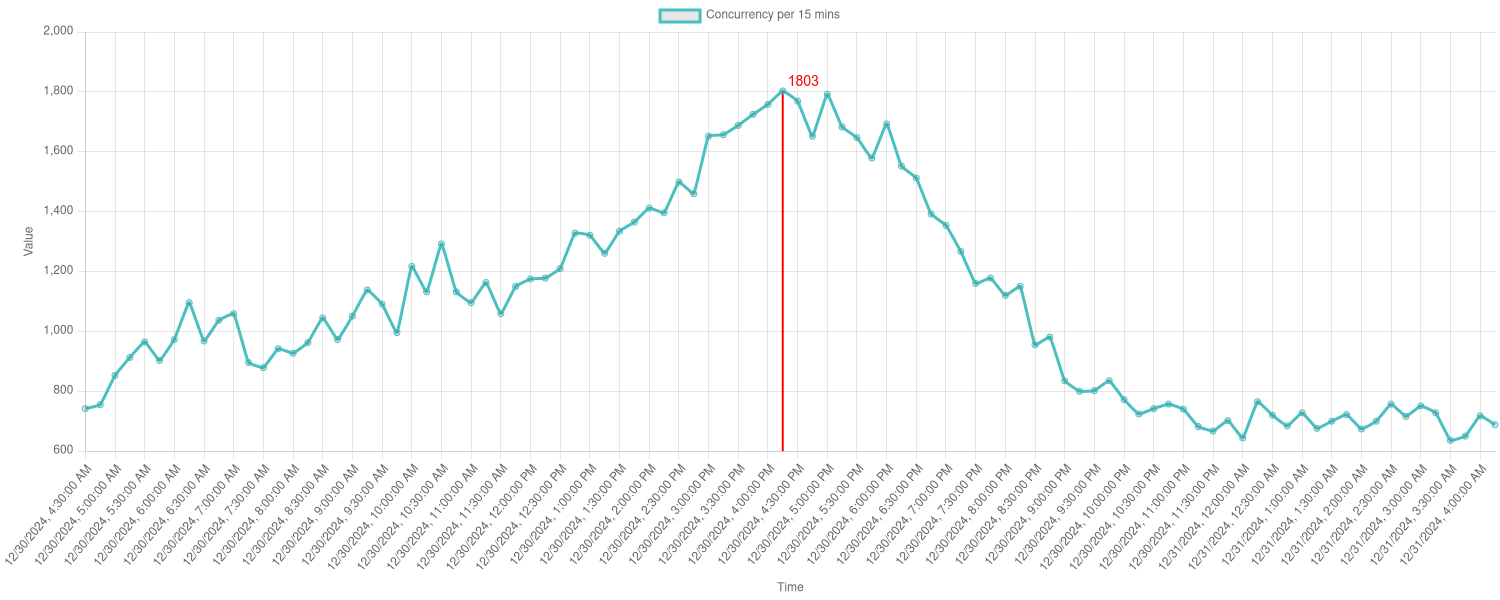 Concurrency per 15 mins
2,000
1,800
1,600
1,400
1,200
1,000
800
600
Value
1803
12/30/2024, 4:30:00 AM
12/30/2024, 5:00:00 AM
12/30/2024, 5:30:00 AM
12/30/2024, 6:00:00 AM
12/30/2024, 6:30:00 AM
12/30/2024, 7:00:00 AM
12/30/2024, 7:30:00 AM
12/30/2024, 8:00:00 AM
12/30/2024, 8:30:00 AM
12/30/2024, 9:00:00 AM
12/30/2024, 9:30:00 AM
12/30/2024, 10:00:00 AM
12/30/2024, 10:30:00 AM
12/30/2024, 11:00:00 AM
12/30/2024, 11:30:00 AM
12/30/2024, 12:00:00 PM
12/30/2024, 12:30:00 PM
12/30/2024, 1:00:00 PM
12/30/2024, 1:30:00 PM
12/30/2024, 2:00:00 PM
12/30/2024, 2:30:00 PM
12/30/2024, 3:00:00 PM
12/30/2024, 3:30:00 PM
12/30/2024, 4:00:00 PM
12/30/2024, 4:30:00 PM
12/30/2024, 5:00:00 PM
12/30/2024, 5:30:00 PM
12/30/2024, 6:00:00 PM
12/30/2024, 6:30:00 PM
12/30/2024, 7:00:00 PM
12/30/2024, 7:30:00 PM
12/30/2024, 8:00:00 PM
12/30/2024, 8:30:00 PM
12/30/2024, 9:00:00 PM
12/30/2024, 9:30:00 PM
12/30/2024, 10:00:00 PM
12/30/2024, 10:30:00 PM
12/30/2024, 11:00:00 PM
12/30/2024, 11:30:00 PM
12/31/2024, 12:00:00 AM
12/31/2024, 12:30:00 AM
12/31/2024, 1:00:00 AM
12/31/2024, 1:30:00 AM
12/31/2024, 2:00:00 AM
12/31/2024, 2:30:00 AM
12/31/2024, 3:00:00 AM
12/31/2024, 3:30:00 AM
12/31/2024, 4:00:00 AM
Time